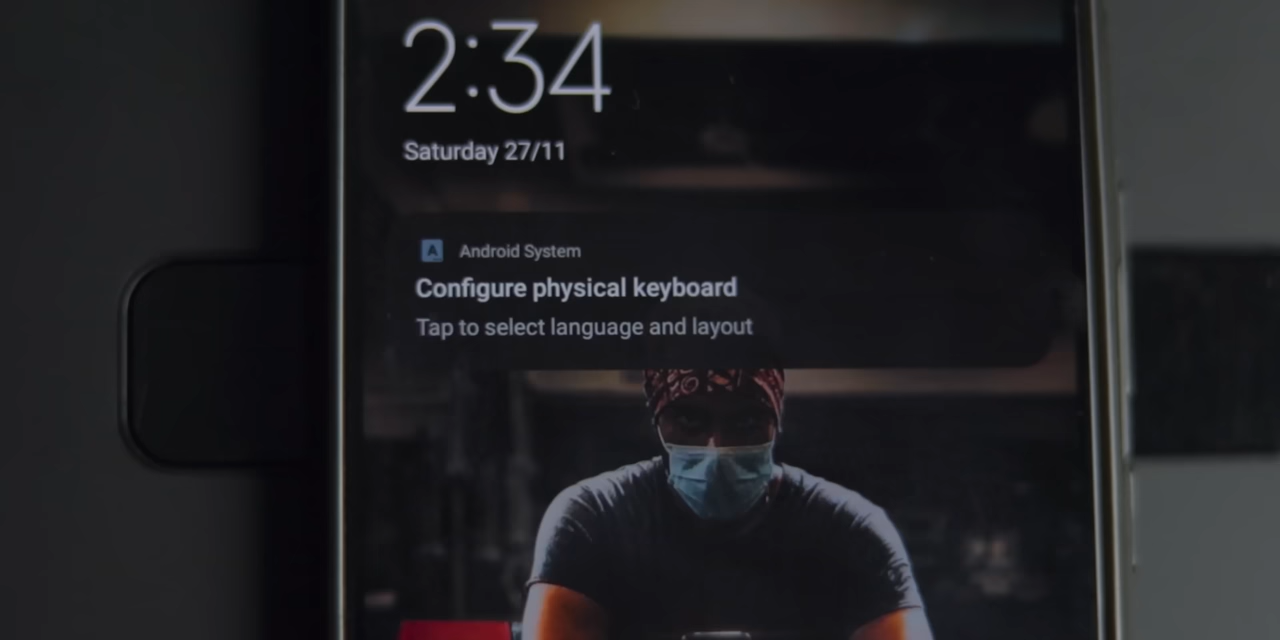 2:34
Saturday 27/11
A Android System
Configure physical keyboard
Tap to select language and layout